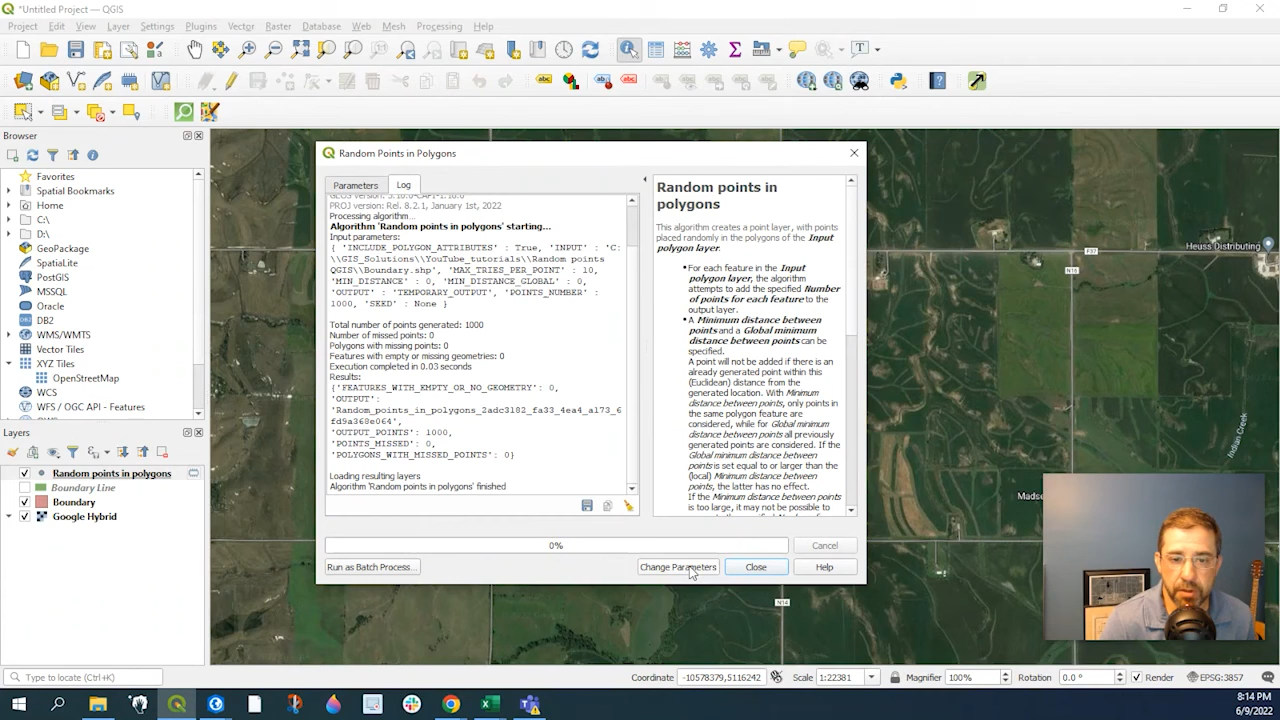 *Untitled Project — QGIS
Project Edit View Layer Settings Plugins Vector Raster Database Web Mesh Processing Help
Browser
Favorites
Spatial Bookmarks
Home
C:\
D:\
GeoPackage
SpatiaLite
PostGIS
MSSQL
Oracle
DB2
WMS/WMTS
Vector Tiles
XYZ Tiles
OpenStreetMap
WCS
WFS / OGC API - Features
Layers
Random points in polygons
Boundary Line
Boundary
Google Hybrid
Random Points in Polygons
Parameters Log
PROJ version: Rel. 8.2.1, January 1st, 2022
Processing algorithm...
Algorithm 'Random points in polygons' starting...
Input parameters:
{ 'INCLUDE_POLYGON_ATTRIBUTES' : True, 'INPUT' : 'C:
\\GIS_Solutions\\YouTube_tutorials\\Random points
QGIS\\Boundary.shp', 'MAX_TRIES_PER_POINT' : 10,
'MIN_DISTANCE' : 0, 'MIN_DISTANCE_GLOBAL' : 0,
'OUTPUT' : 'TEMPORARY_OUTPUT', 'POINTS_NUMBER' :
1000, 'SEED' : None }
Total number of points generated: 1000
Number of missed points: 0
Polygons with missing points: 0
Features with empty or missing geometries: 0
Execution completed in 0.03 seconds
Results:
{'FEATURES_WITH_EMPTY_OR_NO_GEOMETRY': 0,
'OUTPUT':
'Random_points_in_polygons_2adc3182_fa33_4ea4_a173_6
fd9a368e064',
'OUTPUT_POINTS': 1000,
'POINTS_MISSED': 0,
'POLYGONS_WITH_MISSED_POINTS': 0}
Loading resulting layers
Algorithm 'Random points in polygons' finished
Random points in
polygons
This algorithm creates a point layer, with points
placed randomly in the polygons of the Input
polygon layer.
For each feature in the Input
polygon layer, the algorithm
attempts to add the specified Number
of points for each feature to the
output layer.
A Minimum distance between
points and a Global minimum
distance between points can be
specified.
A point will not be added if there is an
already generated point within this
(Euclidean) distance from the
generated location. With Minimum
distance between points, only points in
the same polygon feature are
considered, while for Global minimum
distance between points all previously
generated points are considered. If the
Global minimum distance between
points is set equal to or larger than the
(local) Minimum distance between
points, the latter has no effect.
If the Minimum distance between points
is too large, it may not be possible to
0%
Cancel
Run as Batch Process...
Change Parameters
Close
Help
F37
Heuss Distributing
N16
Indian Creek
N14
Type to locate (Ctrl+K)
Coordinate -10578379,5116242 Scale 1:22381 Magnifier 100% Rotation 0.0 ° Render EPSG:3857
8:14 PM
6/9/2022